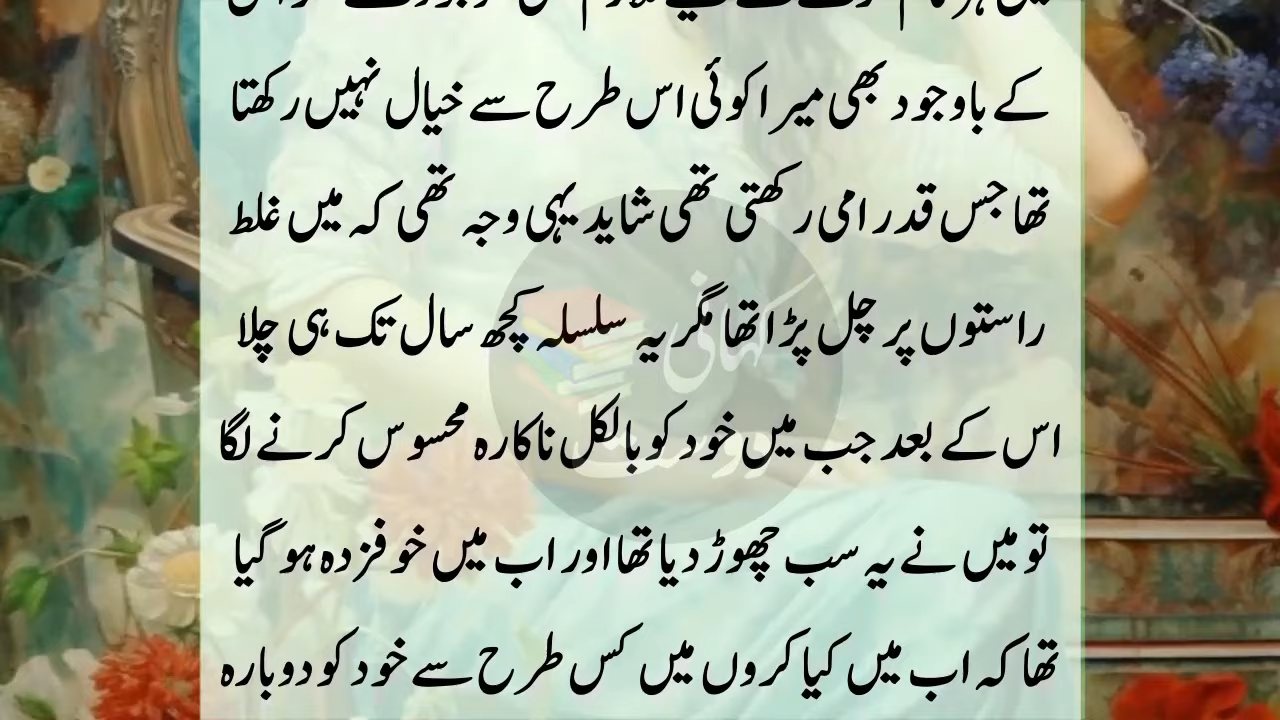 کے باوجود بھی میرا کوئی اس طرح سے خیال نہیں رکھتا
تھا جس قدر امی رکھتی تھی شاید یہی وجہ تھی کہ میں غلط
راستوں پر چل پڑا تھا مگر یہ سلسلہ کچھ سال تک ہی چلا
اس کے بعد جب میں خود کو بالکل ناکارہ محسوس کرنے لگا
تو میں نے یہ سب چھوڑ دیا تھا اور اب میں خوفزدہ ہو گیا
تھا کہ اب میں کیا کروں میں کس طرح سے خود کو دوبارہ
کہانی